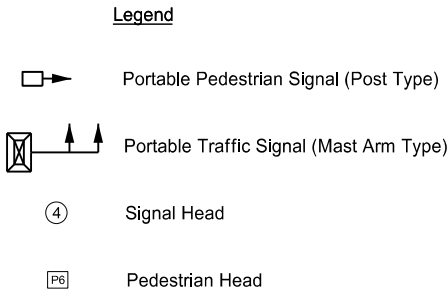 Legend
Portable Pedestrian Signal (Post Type)
Portable Traffic Signal (Mast Arm Type)
4 Signal Head
P6 Pedestrian Head